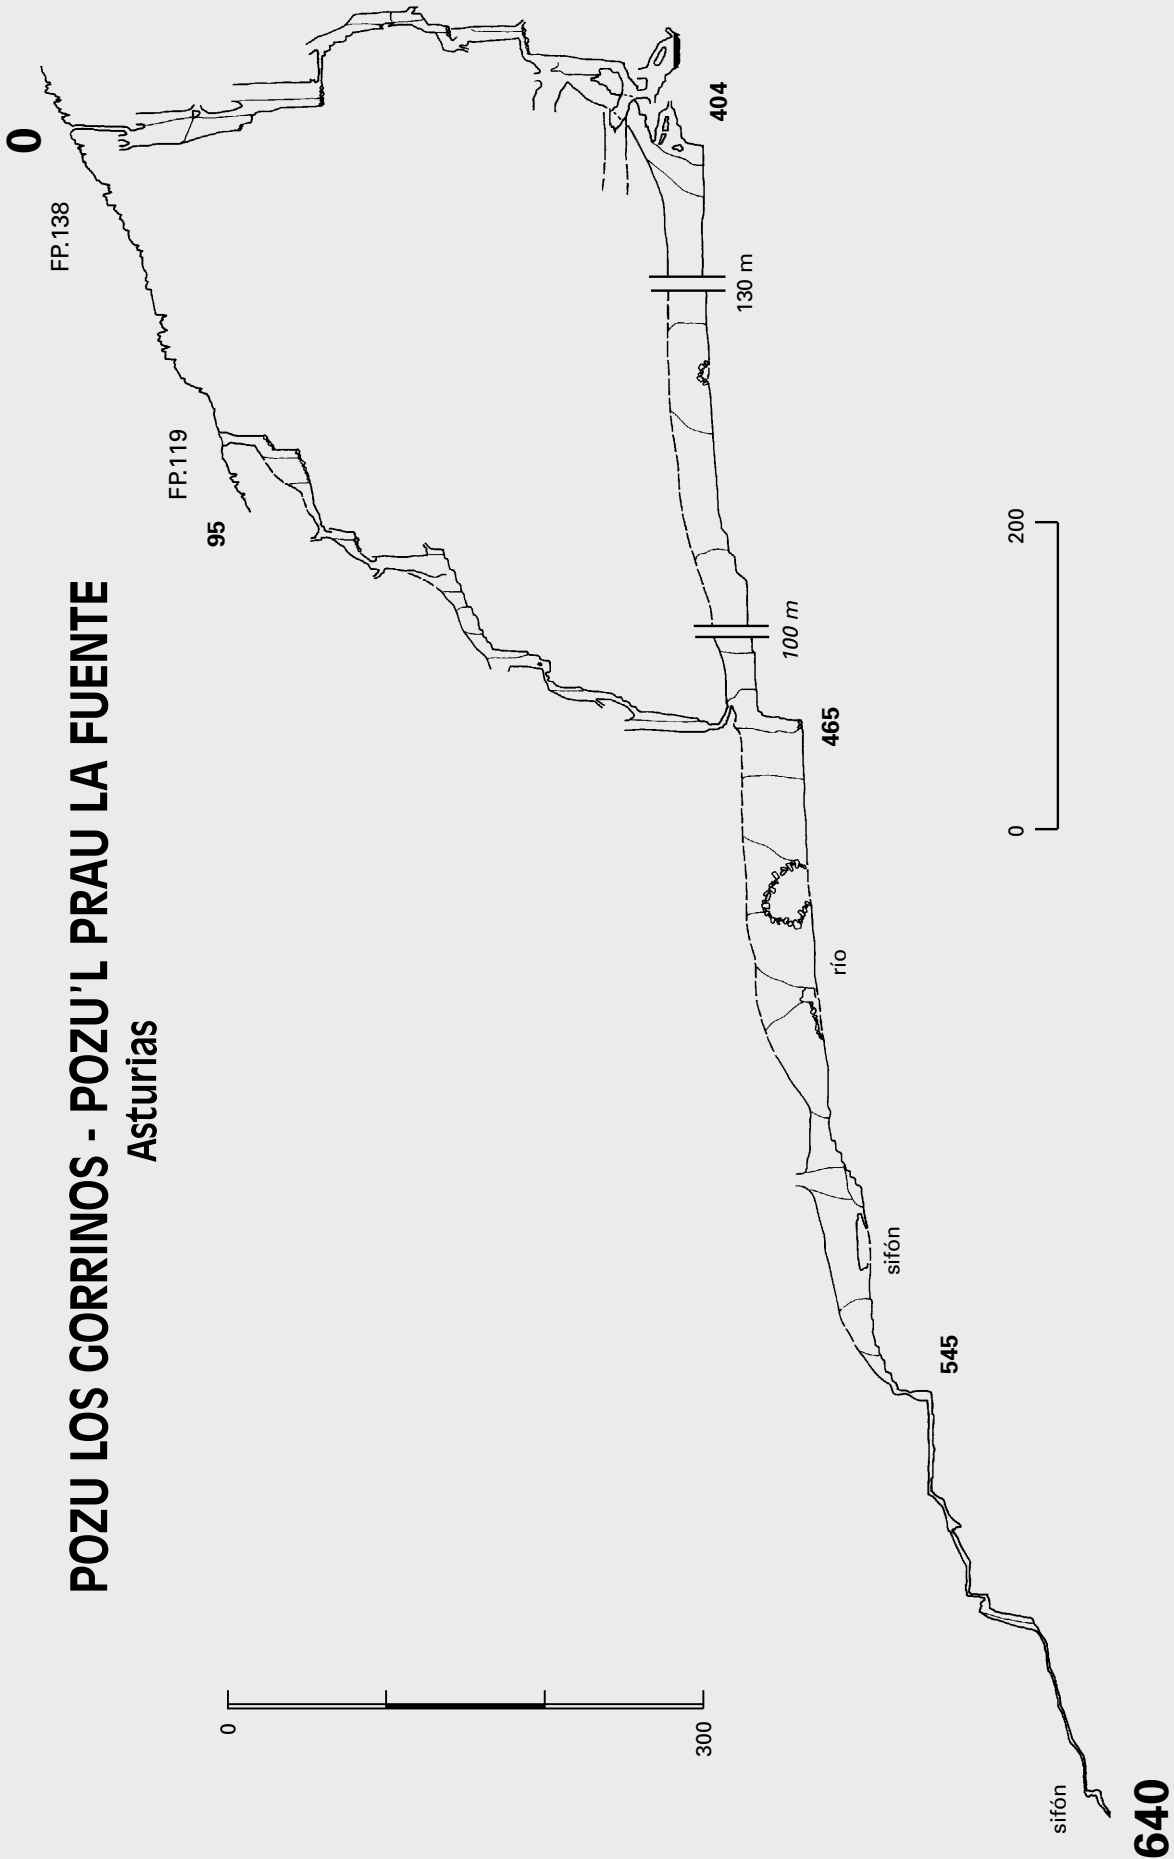 POZU LOS GORRINOS - POZU'L PRAU LA FUENTE
Asturias
0
FP.138
FP.119
95
404
130 m
100 m
465
río
sifón
545
sifón
640
0
200
0
300